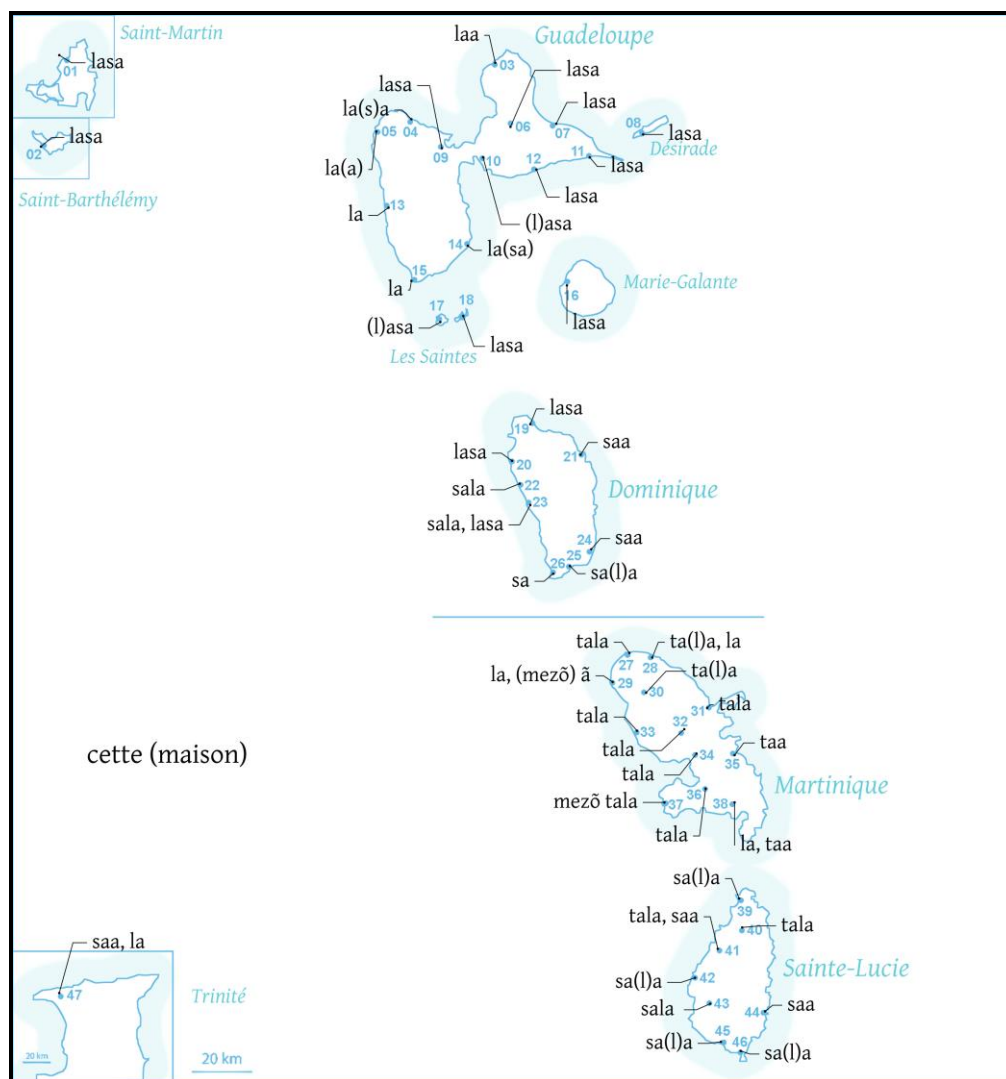 Saint-Martin
01
lasa
lasa
02
Saint-Barthélémy
Guadeloupe
laa
03
lasa
lasa
06
la(s)a
04
lasa
07
05
09
08
lasa
Désirade
la(a)
10
12
11
lasa
lasa
13
la
(l)asa
14
la(sa)
15
la
Marie-Galante
16
lasa
17
18
(l)asa
lasa
Les Saintes
lasa
19
saa
21
lasa
20
sala
22
Dominique
23
sala, lasa
saa
24
25
26
sa(l)a
sa
tala
ta(l)a, la
27
28
la, (mezõ) ã
ta(l)a
29
30
31
tala
tala
33
32
tala
taa
cette (maison)
34
35
tala
Martinique
36
mezõ tala
37
38
tala
la, taa
sa(l)a
39
tala, saa
tala
40
41
Sainte-Lucie
sa(l)a
42
sala
43
44
saa
45
sa(l)a
46
sa(l)a
saa, la
47
Trinité
20 km
20 km